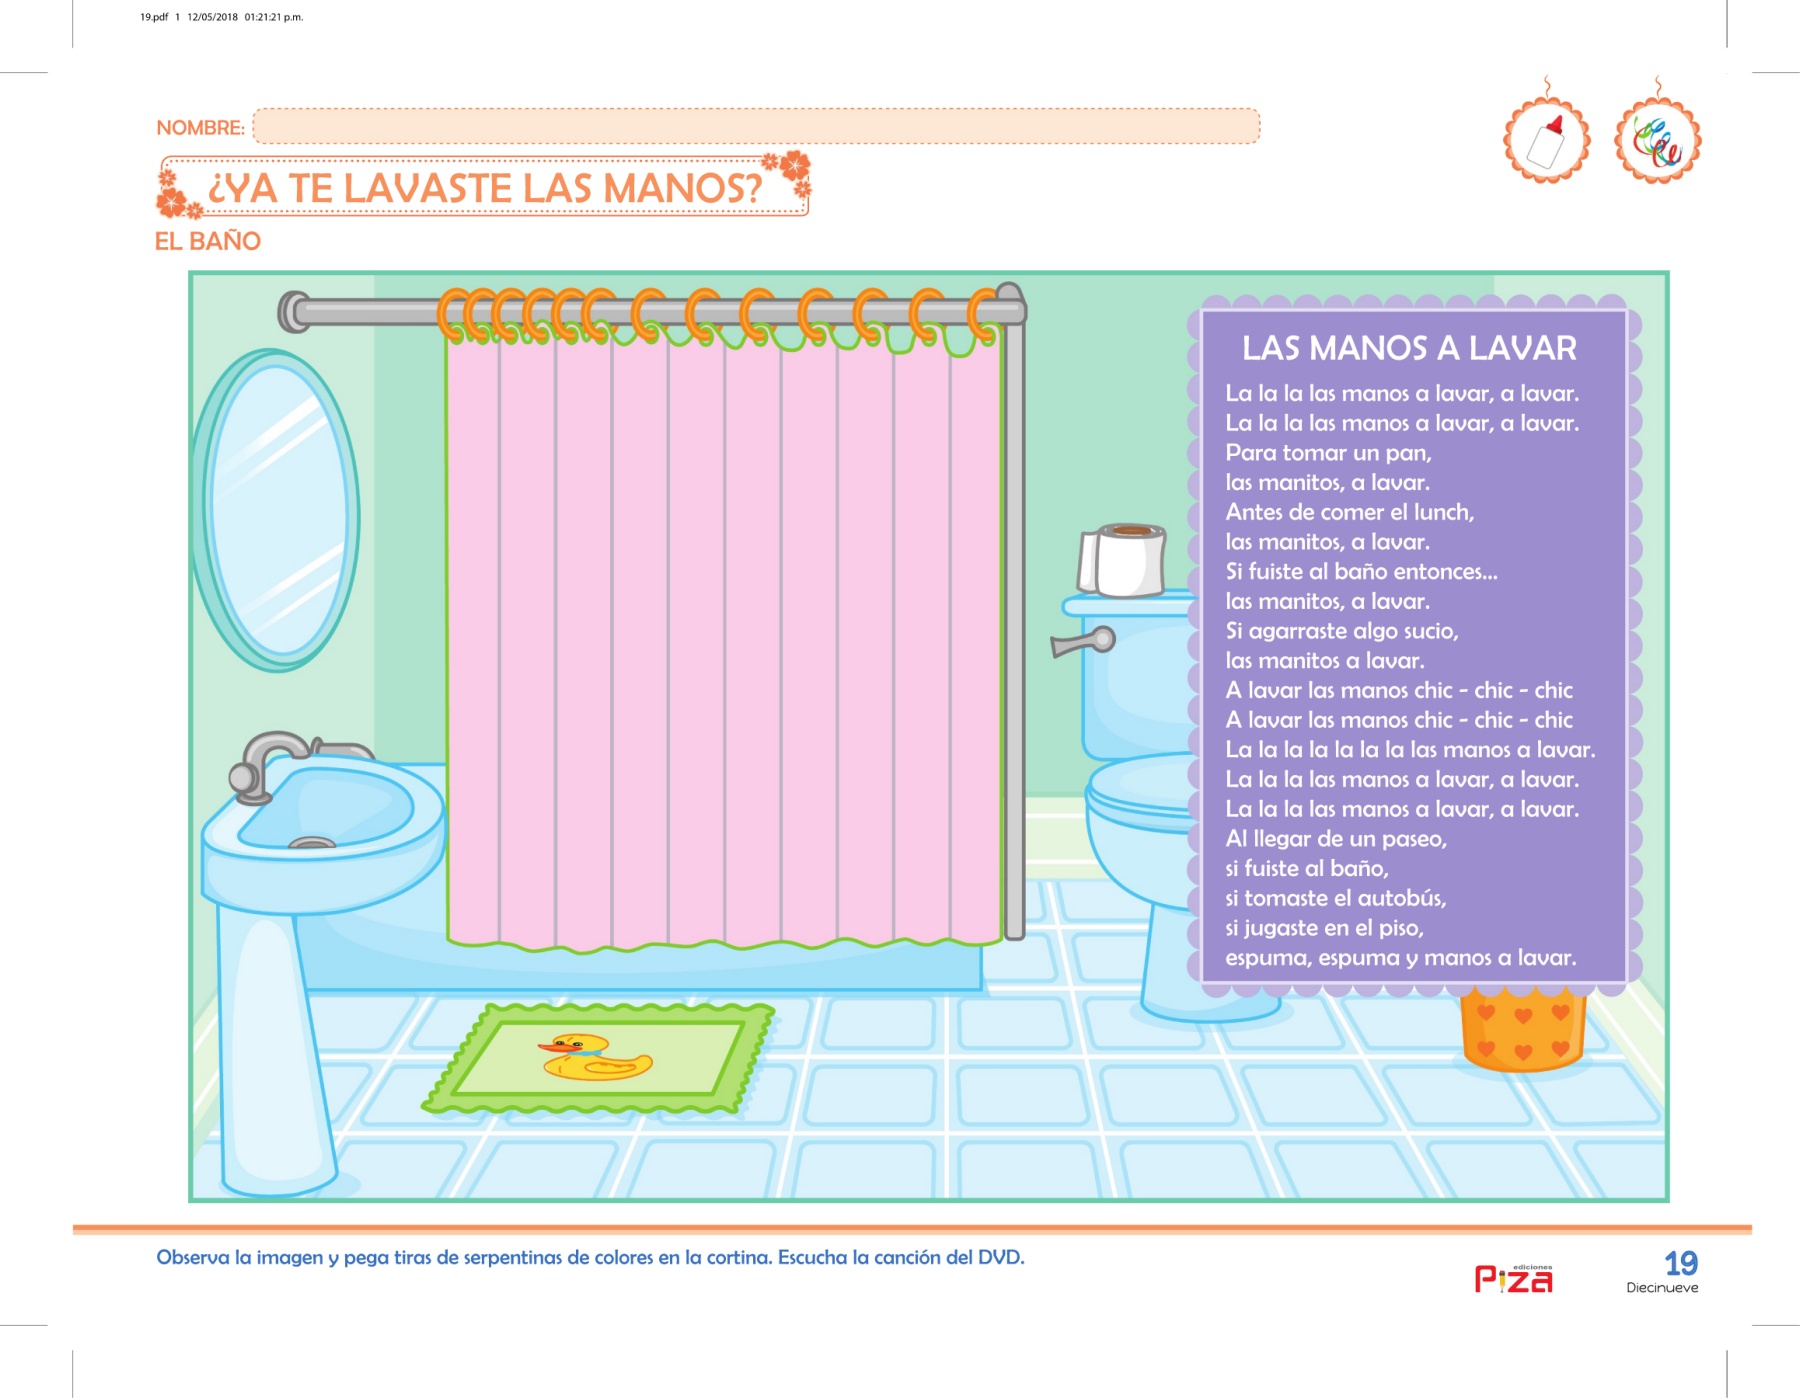 19.pdf 1 12/05/2018 01:21:21 p.m.
NOMBRE:
¿YA TE LAVASTE LAS MANOS?
EL BAÑO
LAS MANOS A LAVAR
La la la las manos a lavar, a lavar.
La la la las manos a lavar, a lavar.
Para tomar un pan,
las manitos, a lavar.
Antes de comer el lunch,
las manitos, a lavar.
Si fuiste al baño entonces...
las manitos, a lavar.
Si agarraste algo sucio,
las manitos a lavar.
A lavar las manos chic - chic - chic
A lavar las manos chic - chic - chic
La la la la la la la las manos a lavar.
La la la las manos a lavar, a lavar.
La la la las manos a lavar, a lavar.
Al llegar de un paseo,
si fuiste al baño,
si tomaste el autobús,
si jugaste en el piso,
espuma, espuma y manos a lavar.
Observa la imagen y pega tiras de serpentinas de colores en la cortina. Escucha la canción del DVD.
ediciones
Piza
19
Diecinueve